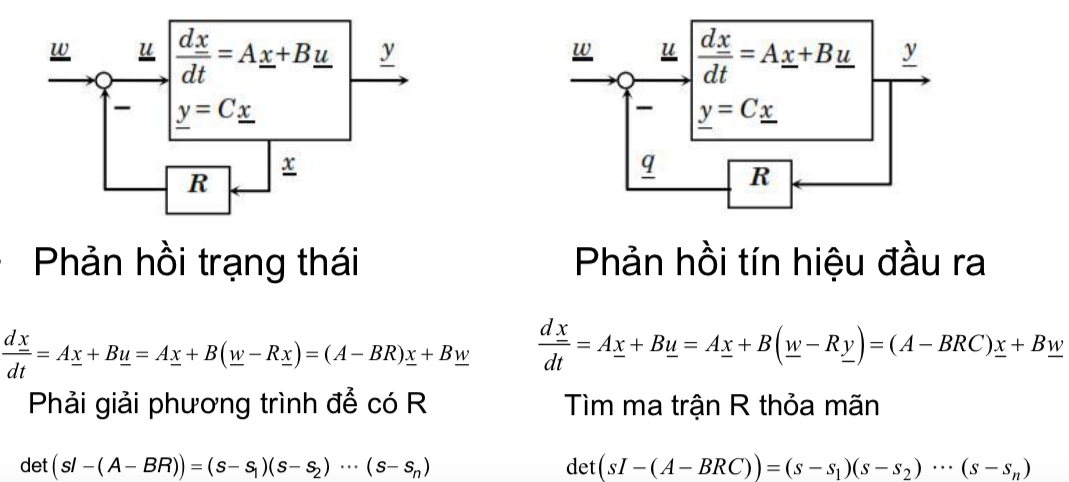 w u dx/dt = Ax+Bu y
− y = Cx
x
R
Phản hồi trạng thái
dx/dt = Ax + Bu = Ax + B(w − Rx) = (A − BR)x + Bw
Phải giải phương trình để có R
det(sI − (A − BR)) = (s − s₁)(s − s₂) ⋯ (s − sₙ)
w u dx/dt = Ax+Bu y
− y = Cx
q
R
Phản hồi tín hiệu đầu ra
dx/dt = Ax + Bu = Ax + B(w − Ry) = (A − BRC)x + Bw
Tìm ma trận R thỏa mãn
det(sI − (A − BRC)) = (s − s₁)(s − s₂) ⋯ (s − sₙ)